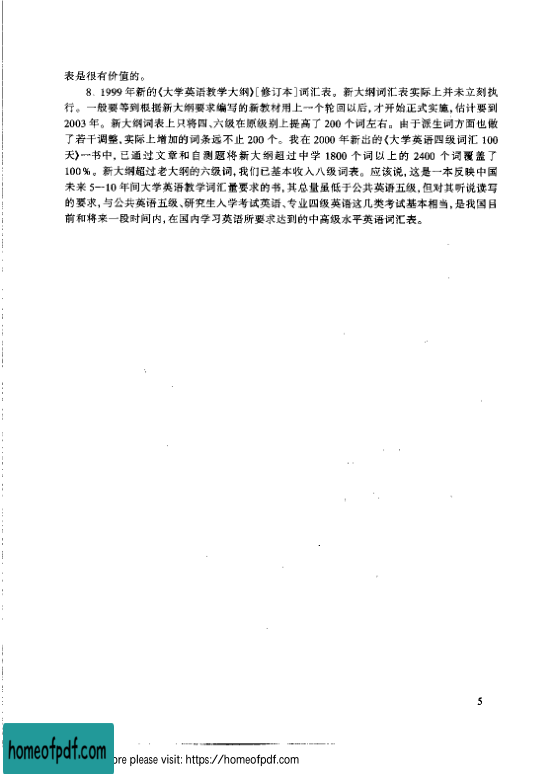 表是很有价值的。
8. 1999年新的《大学英语教学大纲》[修订本]词汇表。新大纲词汇表实际上并未立刻执
行。一般要等到根据新大纲要求编写的新教材用上一个轮回以后,才开始正式实施,估计要到
2003年。新大纲词表上只将四、六级在原级别上提高了200个词左右。由于派生词方面也做
了若干调整,实际上增加的词条远不止200个。我在2000年新出的《大学英语四级词汇100
天》一书中,已通过文章和自测题将新大纲超过中学1800个词以上的2400个词覆盖了
100%。新大纲超过老大纲的六级词,我们已基本收入八级词表。应该说,这是一本反映中国
未来5—10年间大学英语教学词汇量要求的书,其总量虽低于公共英语五级,但对其听说读写
的要求,与公共英语五级、研究生入学考试英语、专业四级英语这几类考试基本相当,是我国目
前和将来一段时间内,在国内学习英语所要求达到的中高级水平英语词汇表。
5
homeofpdf.com
ore please visit: https://homeofpdf.com